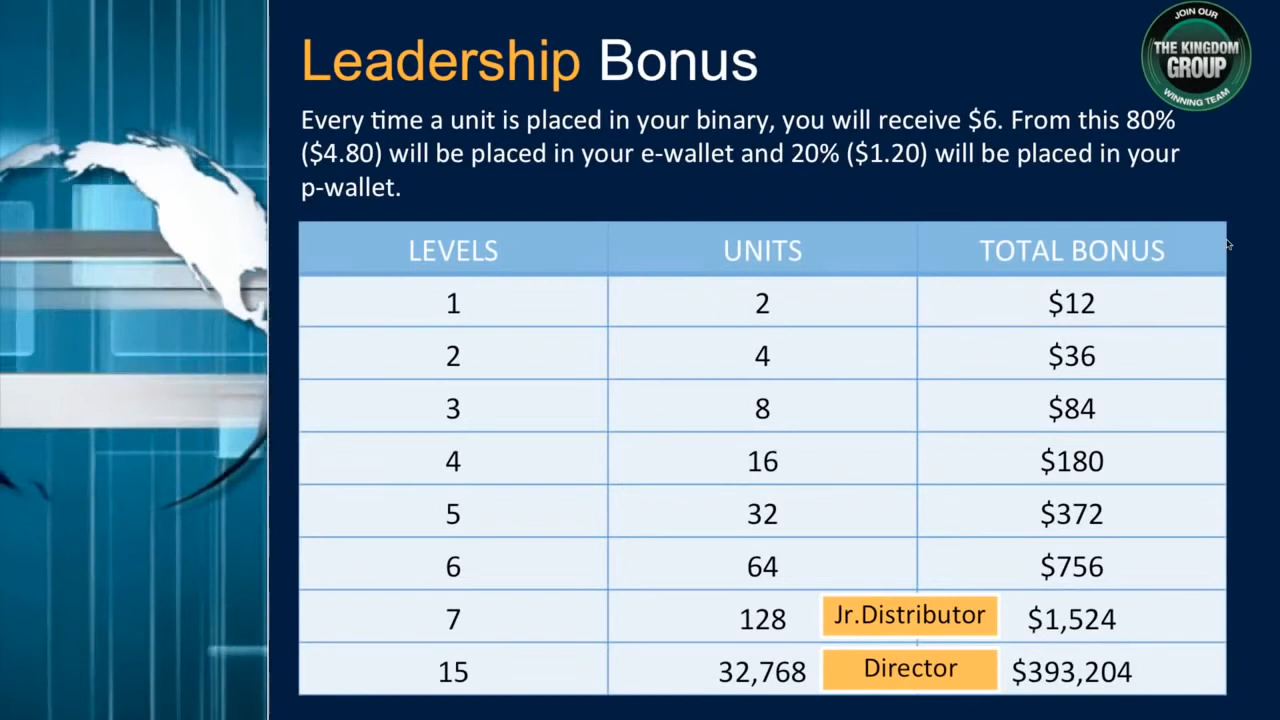 JOIN OUR
THE KINGDOM
GROUP
WINNING TEAM
Leadership Bonus
Every time a unit is placed in your binary, you will receive $6. From this 80%
($4.80) will be placed in your e-wallet and 20% ($1.20) will be placed in your
p-wallet.
LEVELS UNITS TOTAL BONUS
1 2 $12
2 4 $36
3 8 $84
4 16 $180
5 32 $372
6 64 $756
7 128 Jr.Distributor $1,524
15 32,768 Director $393,204